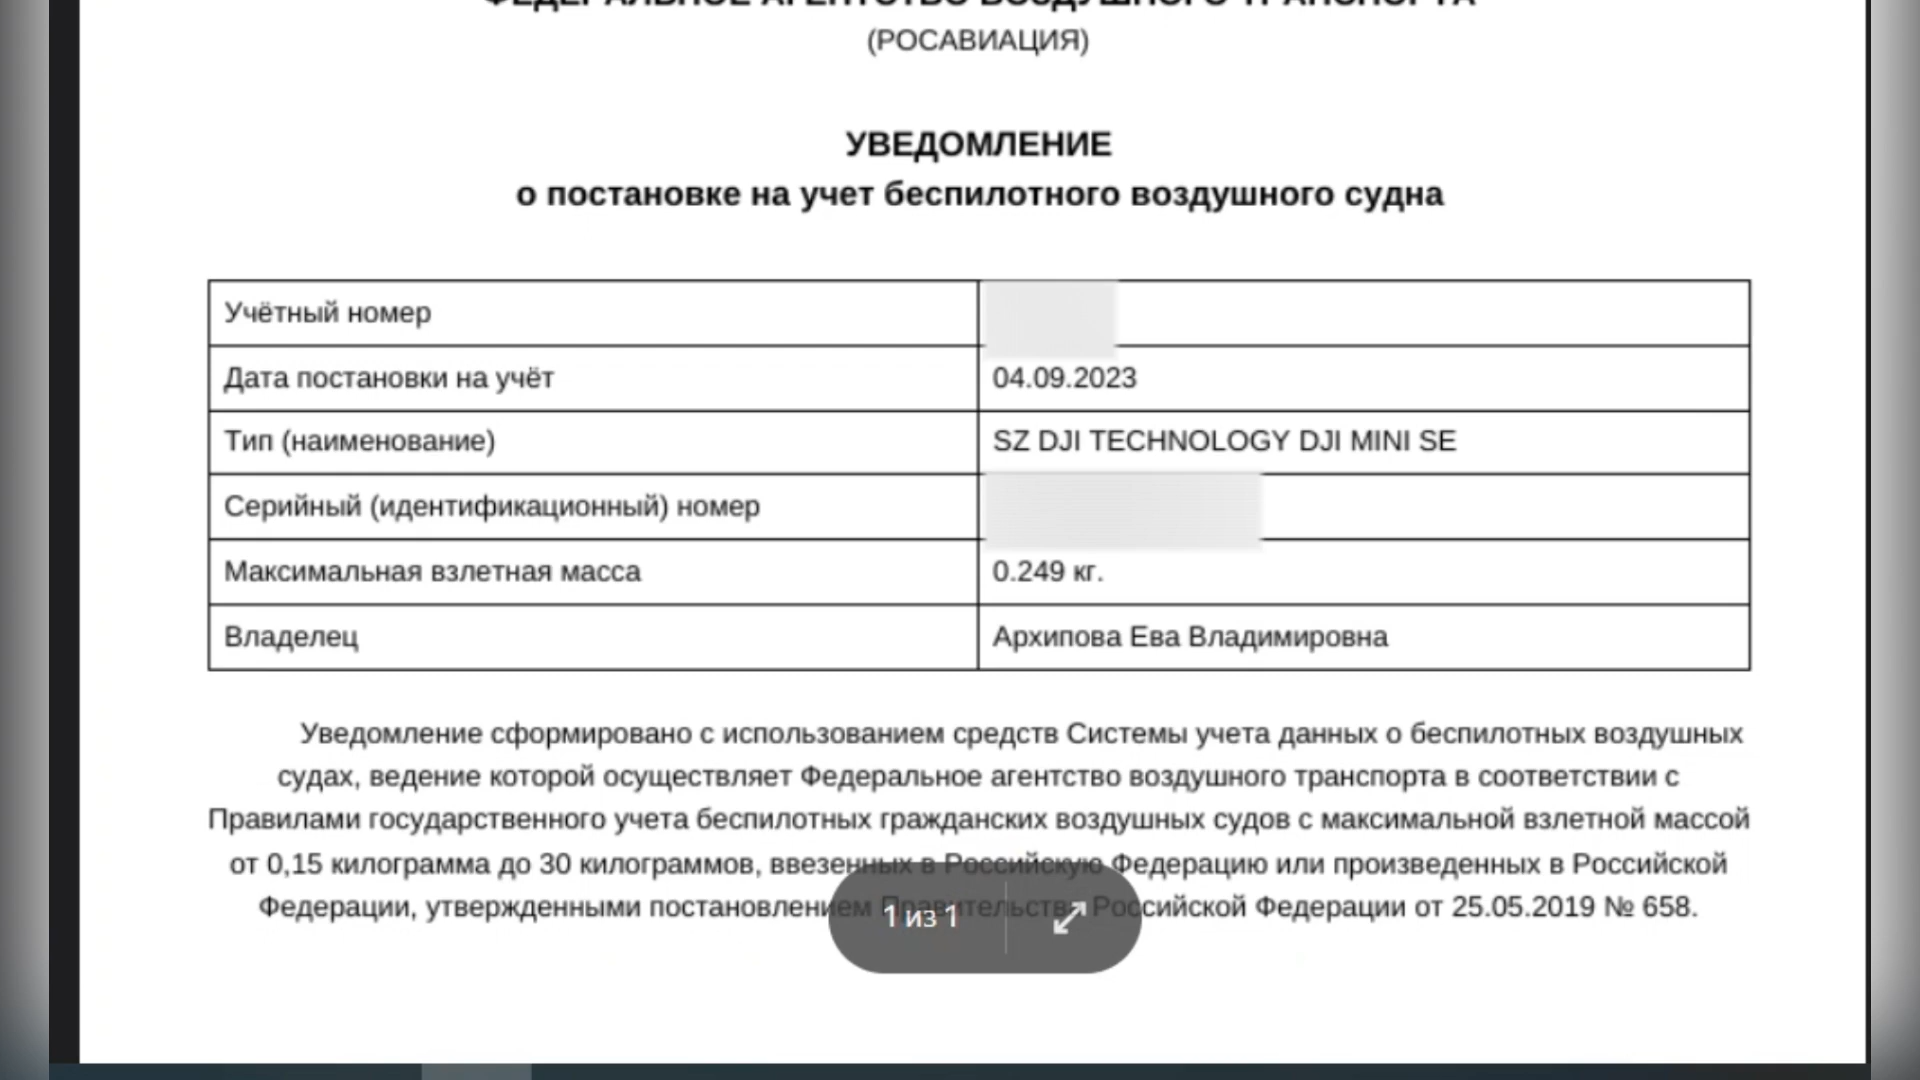 ФЕДЕРАЛЬНОЕ АГЕНТСТВО ВОЗДУШНОГО ТРАНСПОРТА
(РОСАВИАЦИЯ)
УВЕДОМЛЕНИЕ
о постановке на учет беспилотного воздушного судна
Учётный номер
Дата постановки на учёт 04.09.2023
Тип (наименование) SZ DJI TECHNOLOGY DJI MINI SE
Серийный (идентификационный) номер
Максимальная взлетная масса 0.249 кг.
Владелец Архипова Ева Владимировна
Уведомление сформировано с использованием средств Системы учета данных о беспилотных воздушных
судах, ведение которой осуществляет Федеральное агентство воздушного транспорта в соответствии с
Правилами государственного учета беспилотных гражданских воздушных судов с максимальной взлетной массой
от 0,15 килограмма до 30 килограммов, ввезенных в Российскую Федерацию или произведенных в Российской
Федерации, утвержденными постановлением Правительства Российской Федерации от 25.05.2019 № 658.
1 из 1